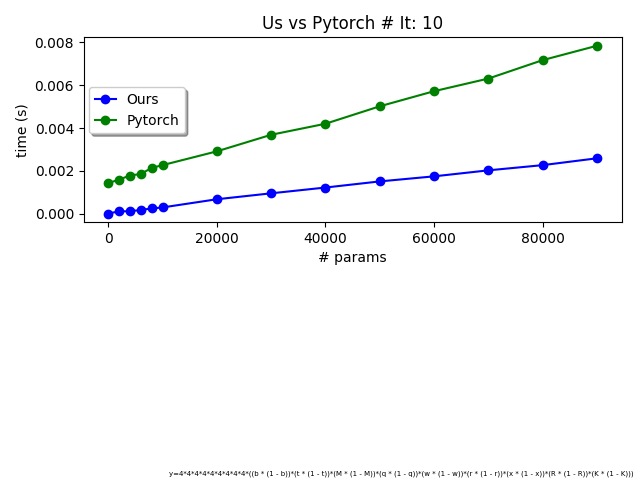 Us vs Pytorch # It: 10
0.008
0.006
0.004
0.002
0.000
time (s)
Ours
Pytorch
0 20000 40000 60000 80000
# params
y=4*4*4*4*4*4*4*4*4*((b * (1 - b))*(t * (1 - t))*(M * (1 - M))*(q * (1 - q))*(w * (1 - w))*(r * (1 - r))*(x * (1 - x))*(R * (1 - R))*(K * (1 - K)))